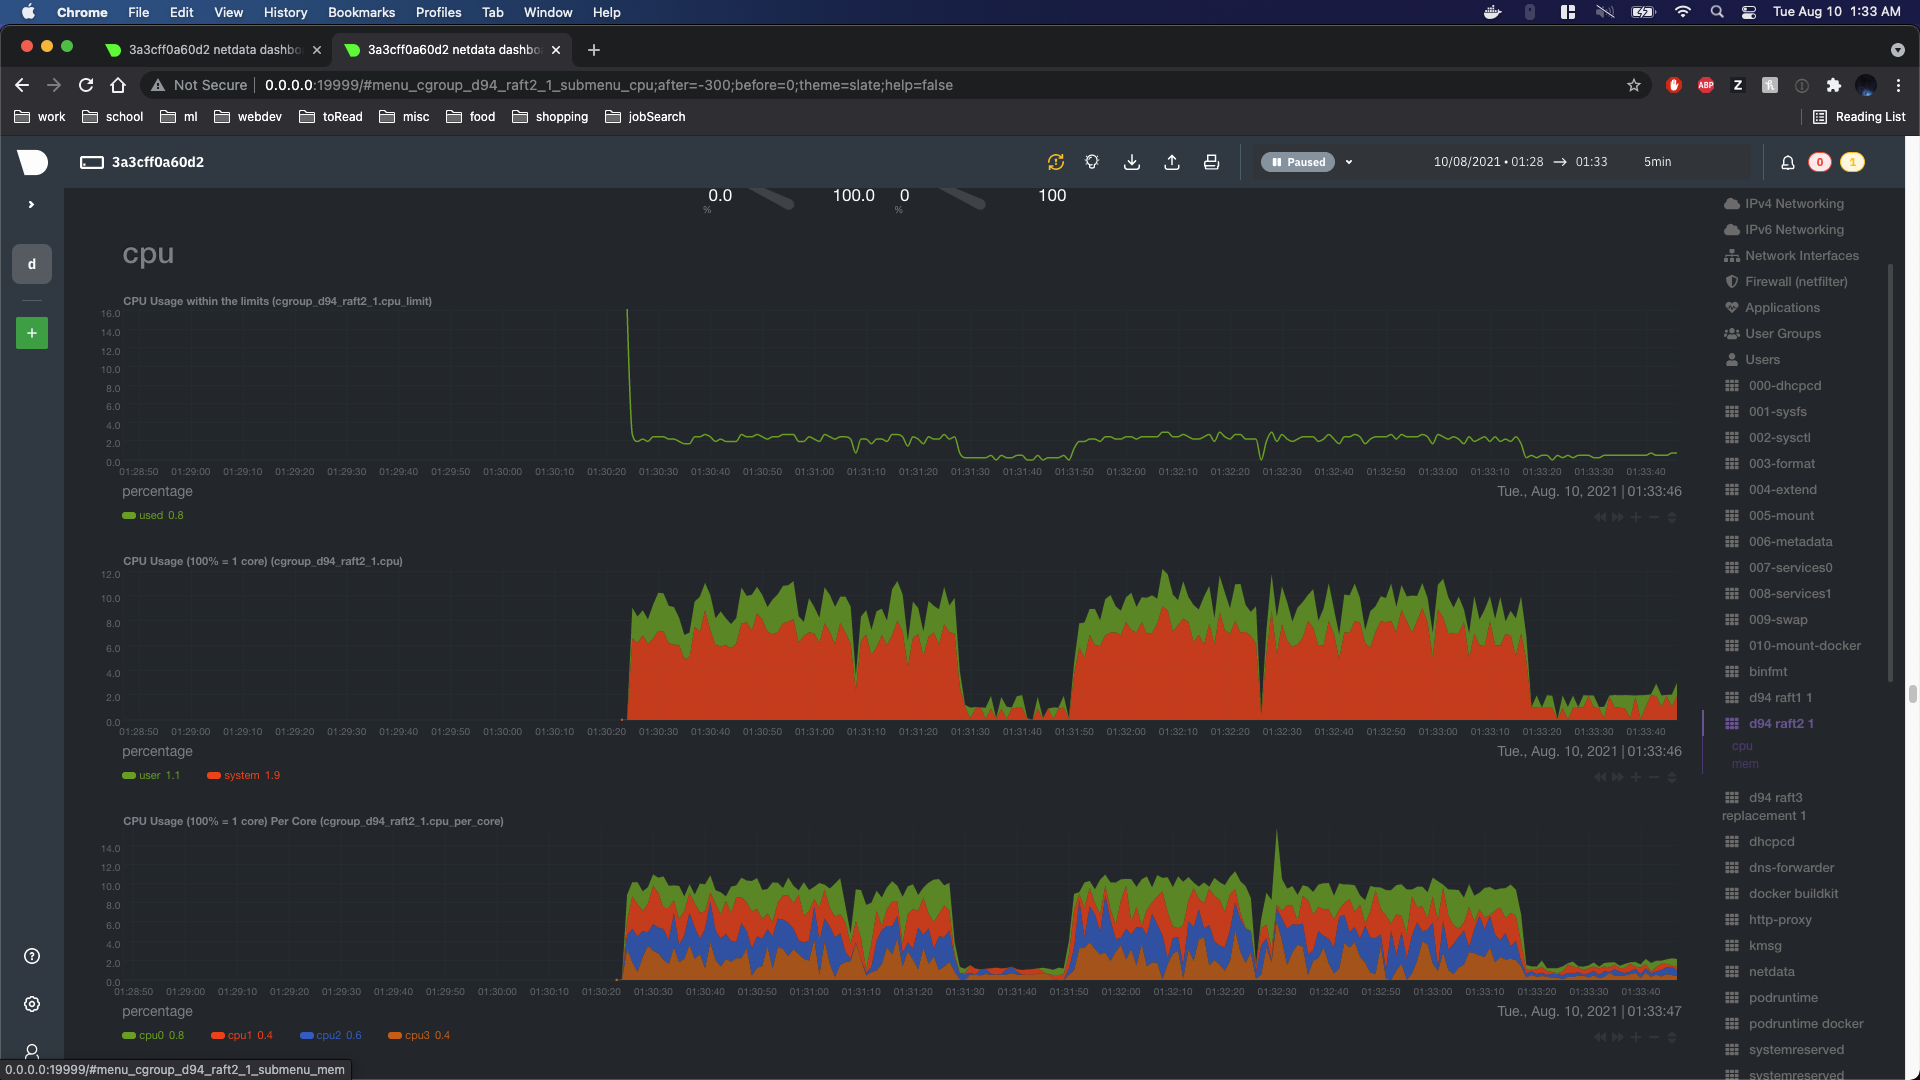 Chrome File Edit View History Bookmarks Profiles Tab Window Help Tue Aug 10 1:33 AM
3a3cff0a60d2 netdata dashbo 3a3cff0a60d2 netdata dashbo
Not Secure 0.0.0.0:19999/#menu_cgroup_d94_raft2_1_submenu_cpu;after=-300;before=0;theme=slate;help=false ABP Z
work school ml webdev toRead misc food shopping jobSearch Reading List
3a3cff0a60d2 Paused 10/08/2021 • 01:28 → 01:33 5min 0 1
0.0 100.0 0 100
% %
d
+
cpu
CPU Usage within the limits (cgroup_d94_raft2_1.cpu_limit)
16.0
14.0
12.0
10.0
8.0
6.0
4.0
2.0
0.0
01:28:50 01:29:00 01:29:10 01:29:20 01:29:30 01:29:40 01:29:50 01:30:00 01:30:10 01:30:20 01:30:30 01:30:40 01:30:50 01:31:00 01:31:10 01:31:20 01:31:30 01:31:40 01:31:50 01:32:00 01:32:10 01:32:20 01:32:30 01:32:40 01:32:50 01:33:00 01:33:10 01:33:20 01:33:30 01:33:40
percentage Tue., Aug. 10, 2021 | 01:33:46
used 0.8
CPU Usage (100% = 1 core) (cgroup_d94_raft2_1.cpu)
12.0
10.0
8.0
6.0
4.0
2.0
0.0
01:28:50 01:29:00 01:29:10 01:29:20 01:29:30 01:29:40 01:29:50 01:30:00 01:30:10 01:30:20 01:30:30 01:30:40 01:30:50 01:31:00 01:31:10 01:31:20 01:31:30 01:31:40 01:31:50 01:32:00 01:32:10 01:32:20 01:32:30 01:32:40 01:32:50 01:33:00 01:33:10 01:33:20 01:33:30 01:33:40
percentage Tue., Aug. 10, 2021 | 01:33:46
user 1.1 system 1.9
CPU Usage (100% = 1 core) Per Core (cgroup_d94_raft2_1.cpu_per_core)
14.0
12.0
10.0
8.0
6.0
4.0
2.0
0.0
01:28:50 01:29:00 01:29:10 01:29:20 01:29:30 01:29:40 01:29:50 01:30:00 01:30:10 01:30:20 01:30:30 01:30:40 01:30:50 01:31:00 01:31:10 01:31:20 01:31:30 01:31:40 01:31:50 01:32:00 01:32:10 01:32:20 01:32:30 01:32:40 01:32:50 01:33:00 01:33:10 01:33:20 01:33:30 01:33:40
percentage Tue., Aug. 10, 2021 | 01:33:47
cpu0 0.8 cpu1 0.4 cpu2 0.6 cpu3 0.4
IPv4 Networking
IPv6 Networking
Network Interfaces
Firewall (netfilter)
Applications
User Groups
Users
000-dhcpcd
001-sysfs
002-sysctl
003-format
004-extend
005-mount
006-metadata
007-services0
008-services1
009-swap
010-mount-docker
binfmt
d94 raft1 1
d94 raft2 1
cpu
mem
d94 raft3
replacement 1
dhcpcd
dns-forwarder
docker buildkit
http-proxy
kmsg
netdata
podruntime
podruntime docker
systemreserved
systemreserved
0.0.0.0:19999/#menu_cgroup_d94_raft2_1_submenu_mem